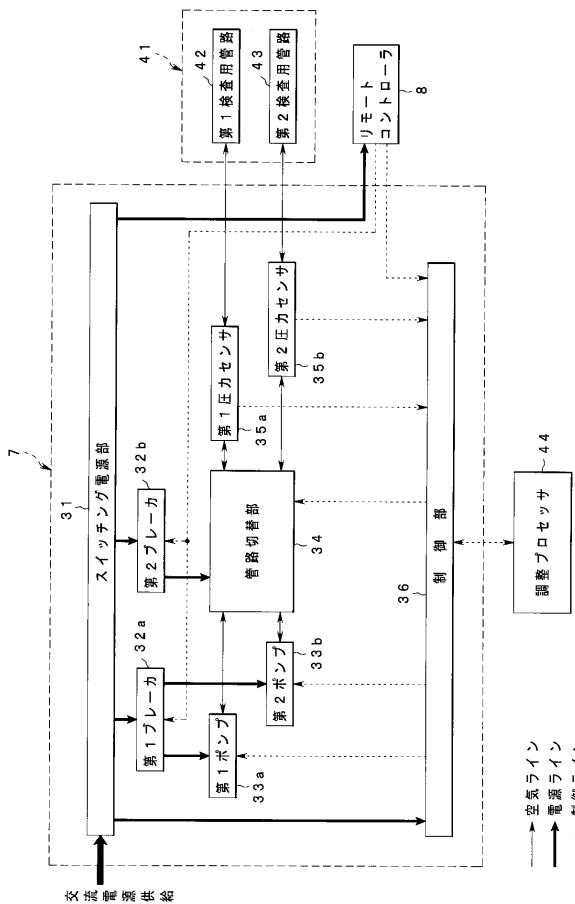 交流電源供給
7
31
スイッチング電源部
32a
第1ブレーカ
32b
第2ブレーカ
第1ポンプ
33a
第2ポンプ
33b
管路切替部
34
第1圧力センサ
35a
第2圧力センサ
35b
41
42
第1検査用管路
43
第2検査用管路
リモート
コントローラ
8
36
制御部
44
調整プロセッサ
空気ライン
電源ライン
制御ライン